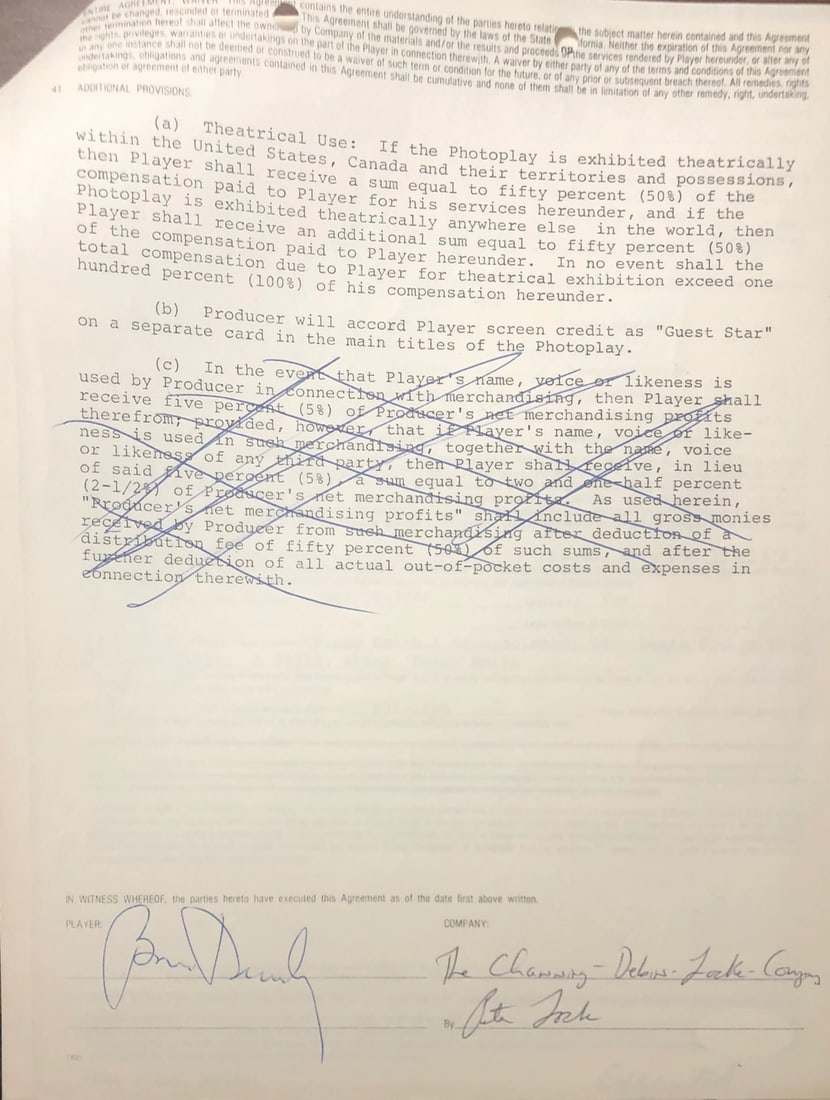 ENTIRE AGREEMENT, WAIVER This Agreement contains the entire understanding of the parties hereto relating the subject matter herein contained and this Agreement
cannot be changed, rescinded or terminated This Agreement shall be governed by the laws of the State fornia. Neither the expiration of this Agreement nor any
other termination hereof shall affect the owner by Company of the materials and/or the results and proceeds of the services rendered by Player hereunder, or alter any of
the rights, privileges, warranties or undertakings on the part of the Player in connection therewith. A waiver by either party of any of the terms and conditions of this Agreement
in any one instance shall not be deemed or construed to be a waiver of such term or condition for the future, or of any prior or subsequent breach thereof. All remedies, rights
undertakings, obligations and agreements contained in this Agreement shall be cumulative and none of them shall be in limitation of any other remedy, right, undertaking,
obligation of agreement of either party
41 ADDITIONAL PROVISIONS:
(a) Theatrical Use: If the Photoplay is exhibited theatrically
within the United States, Canada and their territories and possessions,
then Player shall receive a sum equal to fifty percent (50%) of the
compensation paid to Player for his services hereunder, and if the
Photoplay is exhibited theatrically anywhere else in the world, then
Player shall receive an additional sum equal to fifty percent (50%)
of the compensation paid to Player hereunder. In no event shall the
total compensation due to Player for theatrical exhibition exceed one
hundred percent (100%) of his compensation hereunder.
(b) Producer will accord Player screen credit as "Guest Star"
on a separate card in the main titles of the Photoplay.
(c) In the event that Player's name, voice or likeness is
used by Producer in connection with merchandising, then Player shall
receive five percent (5%) of Producer's net merchandising profits
therefrom; provided, however, that if Player's name, voice or like-
ness is used in such merchandising, together with the name, voice
or likeness of any third party, then Player shall receive, in lieu
of said five percent (5%), a sum equal to two and one-half percent
(2-1/2%) of Producer's net merchandising profits. As used herein,
"Producer's net merchandising profits" shall include all gross monies
received by Producer from such merchandising after deduction of a
distribution fee of fifty percent (50%) of such sums, and after the
further deduction of all actual out-of-pocket costs and expenses in
connection therewith.
IN WITNESS WHEREOF, the parties hereto have executed this Agreement as of the date first above written.
PLAYER:
COMPANY:
The Channing-Debin-Locke-Company
By Peter Locke